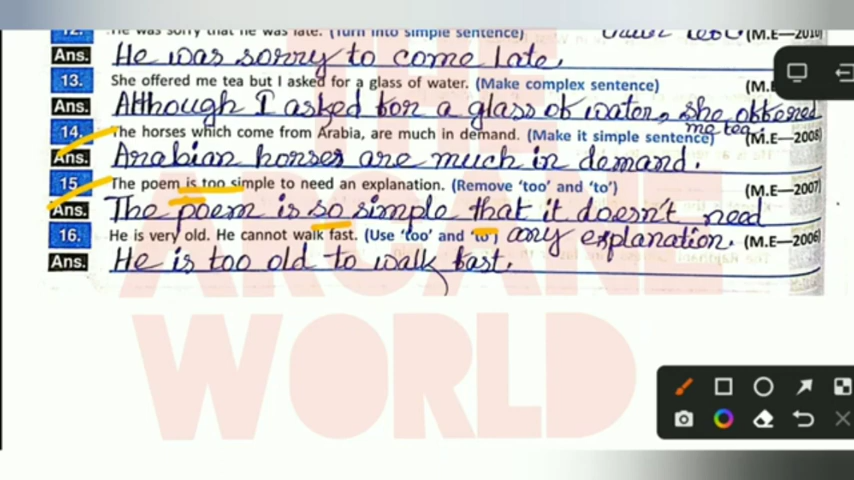 12. He was sorry that he was late. (Turn into simple sentence) (M.E—2010)
Ans. He was sorry to come late.
13. She offered me tea but I asked for a glass of water. (Make complex sentence) (M.E
Ans. Although I asked for a glass of water, she offered
me tea.
14. The horses which come from Arabia, are much in demand. (Make it simple sentence) (M.E—2008)
Ans. Arabian horses are much in demand.
15 The poem is too simple to need an explanation. (Remove 'too' and 'to') (M.E—2007)
Ans. The poem is so simple that it doesn't need
any explanation.
16. He is very old. He cannot walk fast. (Use 'too' and 'to') (M.E—2006)
Ans. He is too old to walk fast.
THE
ARCANE
WORLD